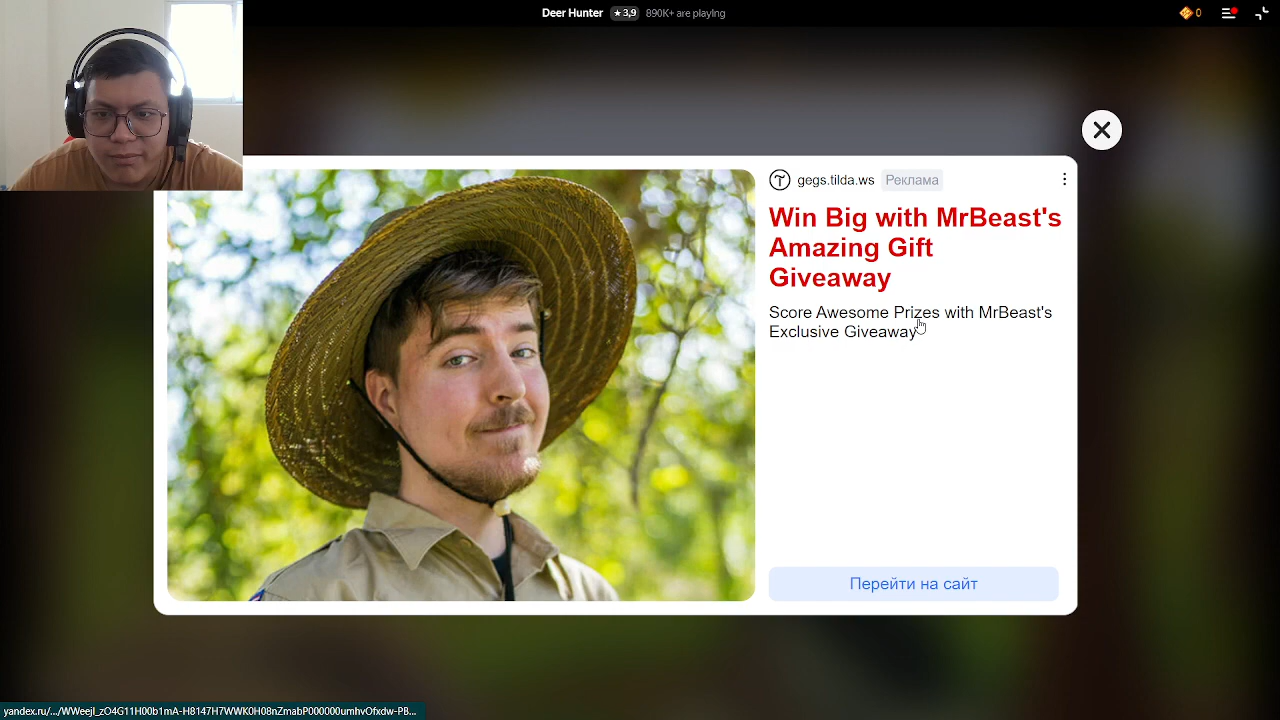 Deer Hunter ★3,9 890K+ are playing
0
gegs.tilda.ws Реклама
Win Big with MrBeast's
Amazing Gift
Giveaway
Score Awesome Prizes with MrBeast's
Exclusive Giveaway
Перейти на сайт